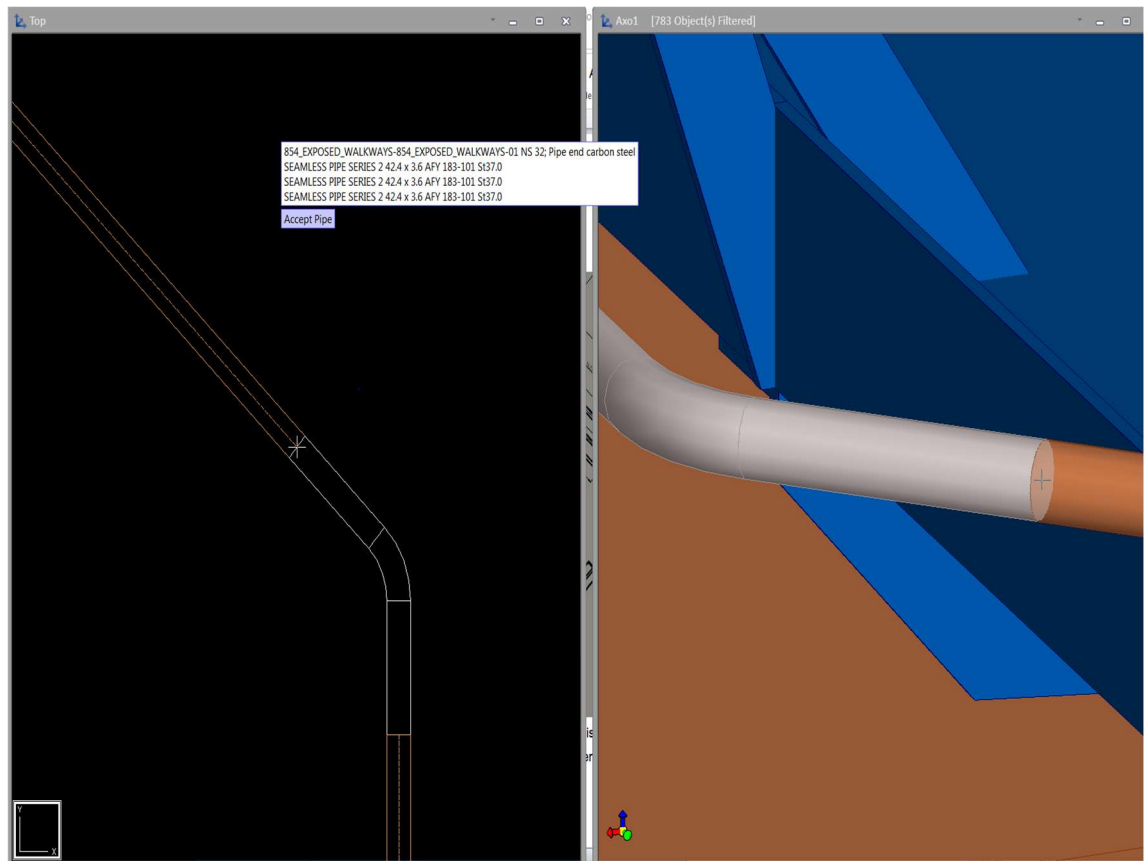 Top
Axo1 [783 Object(s) Filtered]
854_EXPOSED_WALKWAYS-854_EXPOSED_WALKWAYS-01 NS 32; Pipe end carbon steel
SEAMLESS PIPE SERIES 2 42.4 x 3.6 AFY 183-101 St37.0
SEAMLESS PIPE SERIES 2 42.4 x 3.6 AFY 183-101 St37.0
SEAMLESS PIPE SERIES 2 42.4 x 3.6 AFY 183-101 St37.0
Accept Pipe
Y
X